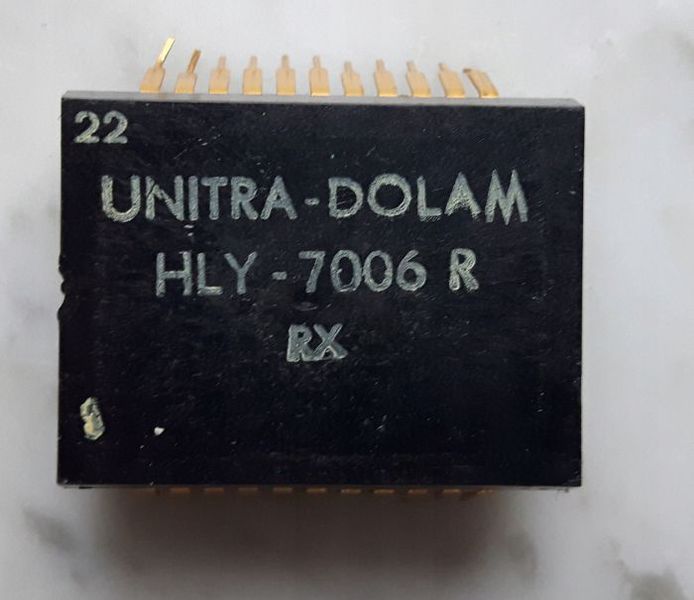 22
UNITRA-DOLAM
HLY-7006 R
RX